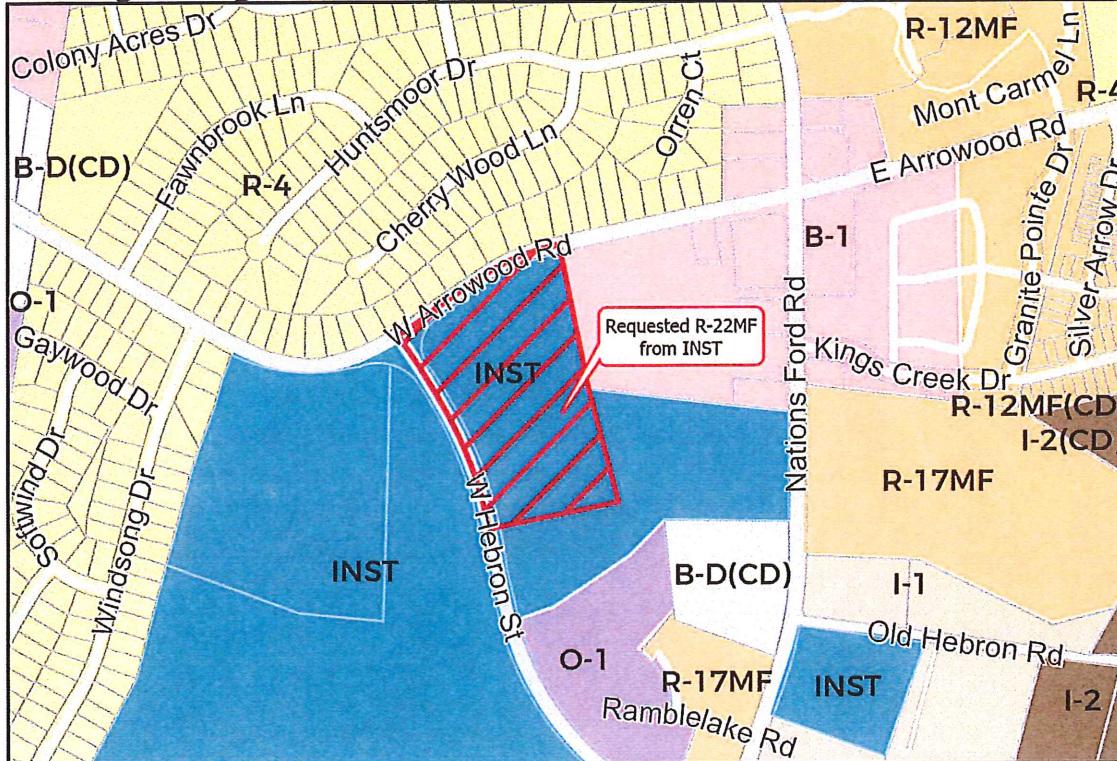 Colony Acres Dr
R-12MF
Mont Carmel Ln
R-4
B-D(CD)
Fawnbrook Ln
Huntsmoor Dr
R-4
Cherry Wood Ln
Orren Ct
E Arrowood Rd
Granite Pointe Dr
Silver Arrow Dr
B-1
W Arrowood Rd
O-1
Gaywood Dr
Requested R-22MF
from INST
INST
Nations Ford Rd
Kings Creek Dr
R-12MF(CD
I-2(CD
R-17MF
Softwind Dr
Windsong Dr
INST
W Hebron St
B-D(CD)
I-1
Old Hebron Rd
O-1
R-17MF
INST
I-2
Ramblelake Rd